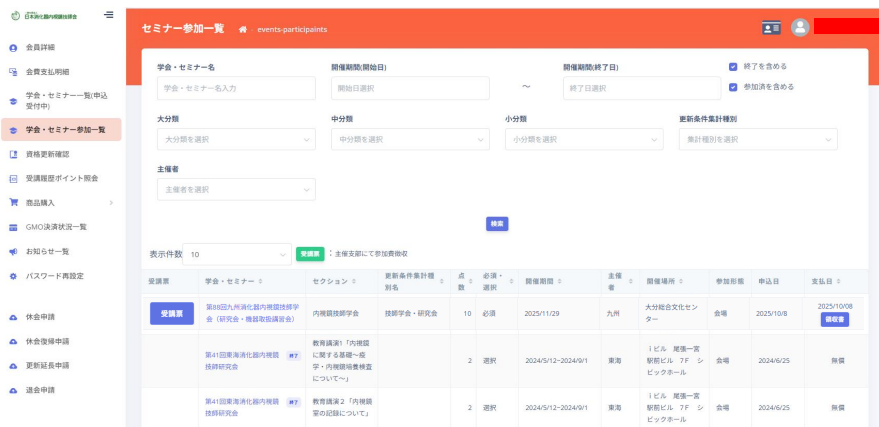 日本消化器内視鏡技師会
会員詳細
会費支払明細
学会・セミナー一覧(申込
受付中)
学会・セミナー参加一覧
資格更新確認
受講履歴ポイント照会
商品購入
GMO決済状況一覧
お知らせ一覧
パスワード再設定
休会申請
休会復帰申請
更新延長申請
退会申請
セミナー参加一覧 events-participaints
学会・セミナー名 開催期間(開始日) 開催期間(終了日)
学会・セミナー名入力 開始日選択 ～ 終了日選択
終了を含める
参加済を含める
大分類 中分類 小分類 更新条件集計種別
大分類を選択 中分類を選択 小分類を選択 集計種別を選択
主催者
主催者を選択
検索
表示件数 10 受講票 : 主催支部にて参加費徴収
受講票 学会・セミナー セクション 更新条件集計種別名 点数 必須・選択 開催期間 主催者 開催場所 参加形態 申込日 支払日
受講票 第88回九州消化器内視鏡技師学会（研究会・機器取扱講習会） 内視鏡技師学会 技師学会・研究会 10 必須 2025/11/29 九州 大分総合文化センター 会場 2025/10/8 2025/10/08 領収書
第41回東海消化器内視鏡技師研究会 終了 教育講演1「内視鏡に関する基礎～疫学・内視鏡培養検査について～」 2 選択 2024/5/12~2024/9/1 東海 iビル 尾張一宮駅前ビル 7F シビックホール 会場 2024/6/25 無償
第41回東海消化器内視鏡技師研究会 終了 教育講演２「内視鏡室の記録について」 2 選択 2024/5/12~2024/9/1 東海 iビル 尾張一宮駅前ビル 7F シビックホール 会場 2024/6/25 無償